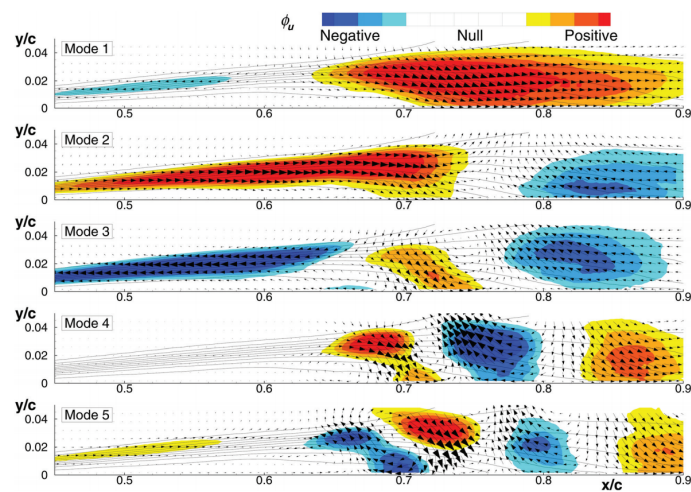 ϕu
Negative Null Positive
y/c
0.04 Mode 1
0.02
0
0.5 0.6 0.7 0.8 0.9
y/c
0.04 Mode 2
0.02
0
0.5 0.6 0.7 0.8 0.9
y/c
0.04 Mode 3
0.02
0
0.5 0.6 0.7 0.8 0.9
y/c
0.04 Mode 4
0.02
0
0.5 0.6 0.7 0.8 0.9
y/c
0.04 Mode 5
0.02
0
0.5 0.6 0.7 0.8 x/c 0.9